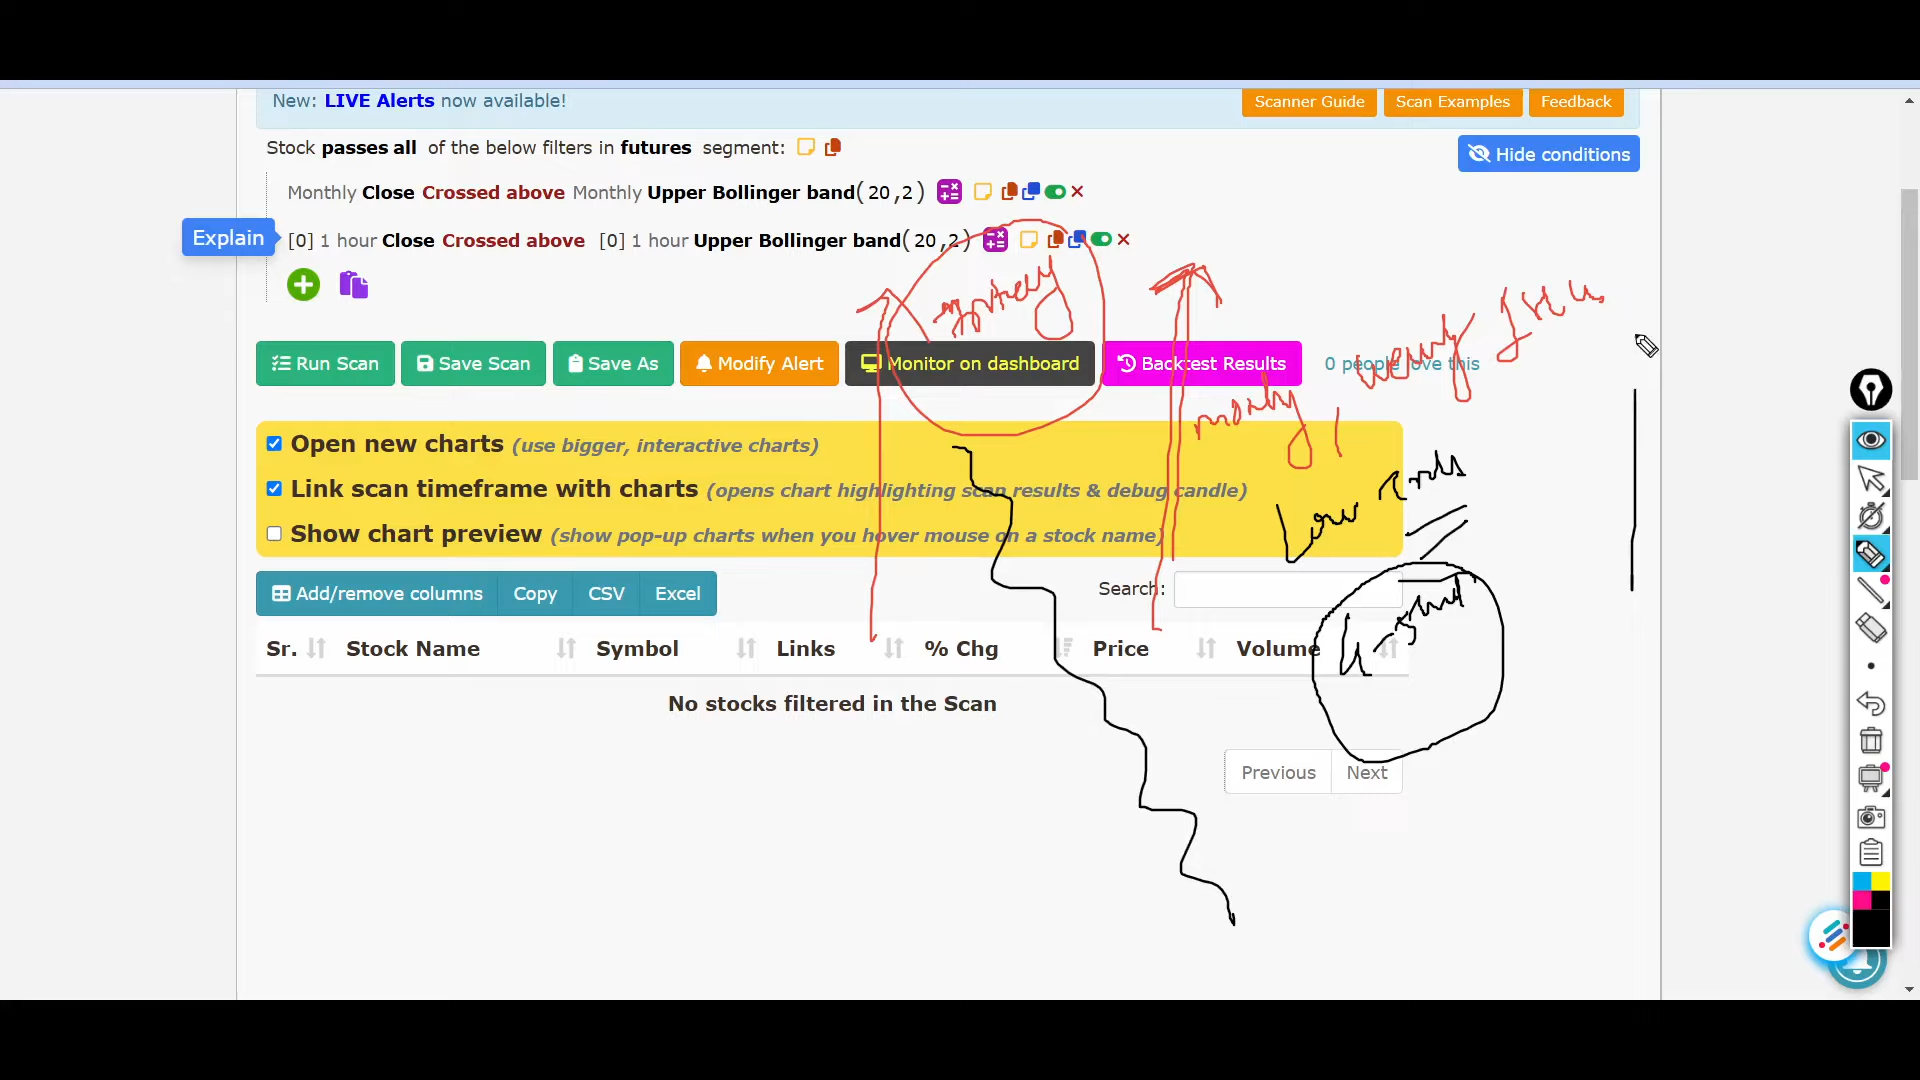 New: LIVE Alerts now available!
Scanner Guide Scan Examples Feedback
Stock passes all of the below filters in futures segment:
Hide conditions
Monthly Close Crossed above Monthly Upper Bollinger band(20,2)
Explain [0] 1 hour Close Crossed above [0] 1 hour Upper Bollinger band(20,2)
Run Scan Save Scan Save As Modify Alert Monitor on dashboard Backtest Results 0 people love this
Open new charts (use bigger, interactive charts)
Link scan timeframe with charts (opens chart highlighting scan results & debug candle)
Show chart preview (show pop-up charts when you hover mouse on a stock name)
Add/remove columns Copy CSV Excel
Search:
Sr. Stock Name Symbol Links % Chg Price Volume
No stocks filtered in the Scan
Previous Next